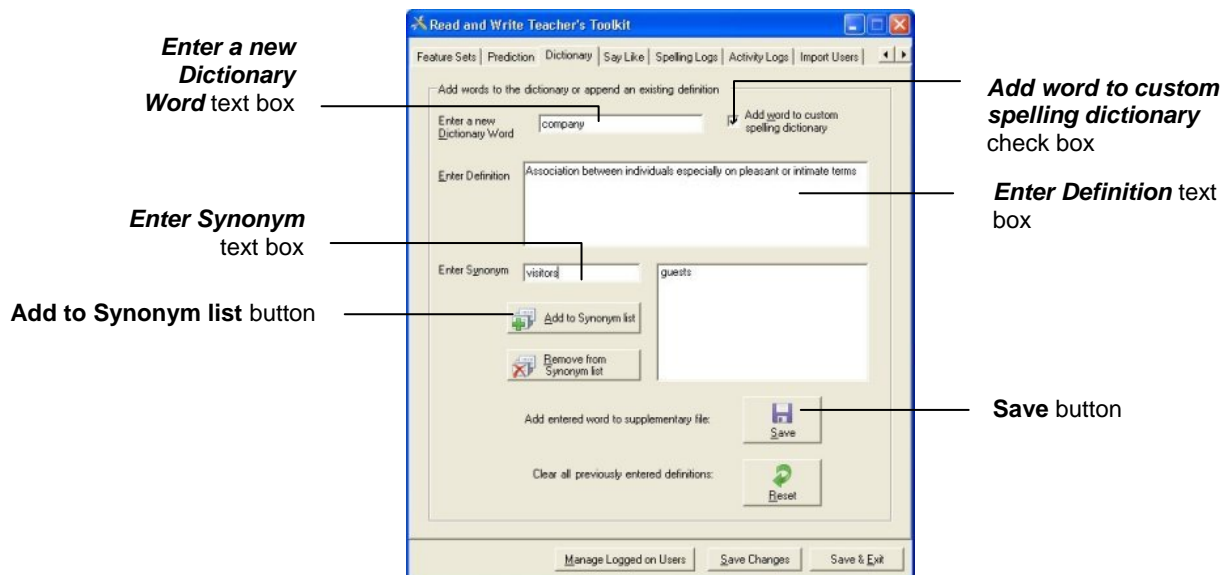 Read and Write Teacher's Toolkit
Feature Sets Prediction Dictionary Say Like Spelling Logs Activity Logs Import Users
Enter a new
Dictionary
Word text box
Add words to the dictionary or append an existing definition
Enter a new
Dictionary Word
company
Add word to custom
spelling dictionary
Add word to custom
spelling dictionary
check box
Enter Definition
Association between individuals especially on pleasant or intimate terms
Enter Definition text
box
Enter Synonym
text box
Enter Synonym
visitors
guests
Add to Synonym list button
Add to Synonym list
Remove from
Synonym list
Add entered word to supplementary file:
Save
Save button
Clear all previously entered definitions:
Reset
Manage Logged on Users Save Changes Save & Exit